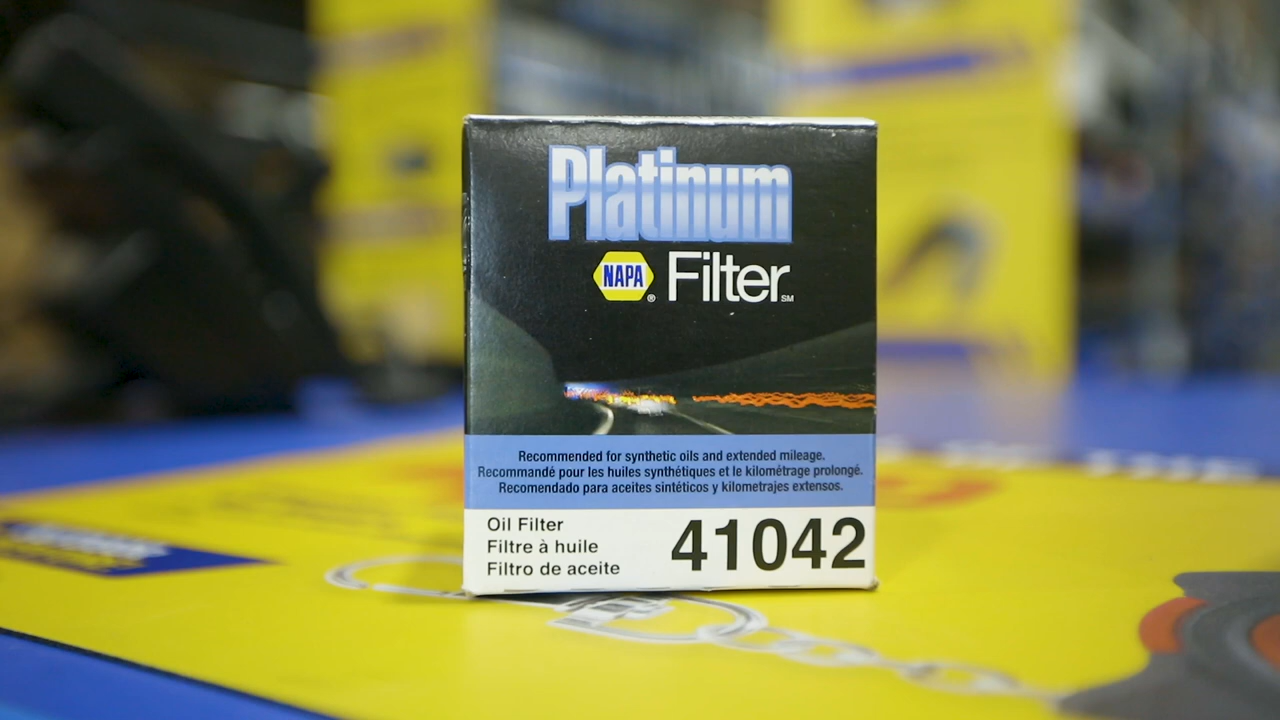 Platinum
NAPA® Filter SM
Recommended for synthetic oils and extended mileage.
Recommandé pour les huiles synthétiques et le kilométrage prolongé.
Recomendado para aceites sintéticos y kilometrajes extensos.
Oil Filter
Filtre à huile
Filtro de aceite
41042